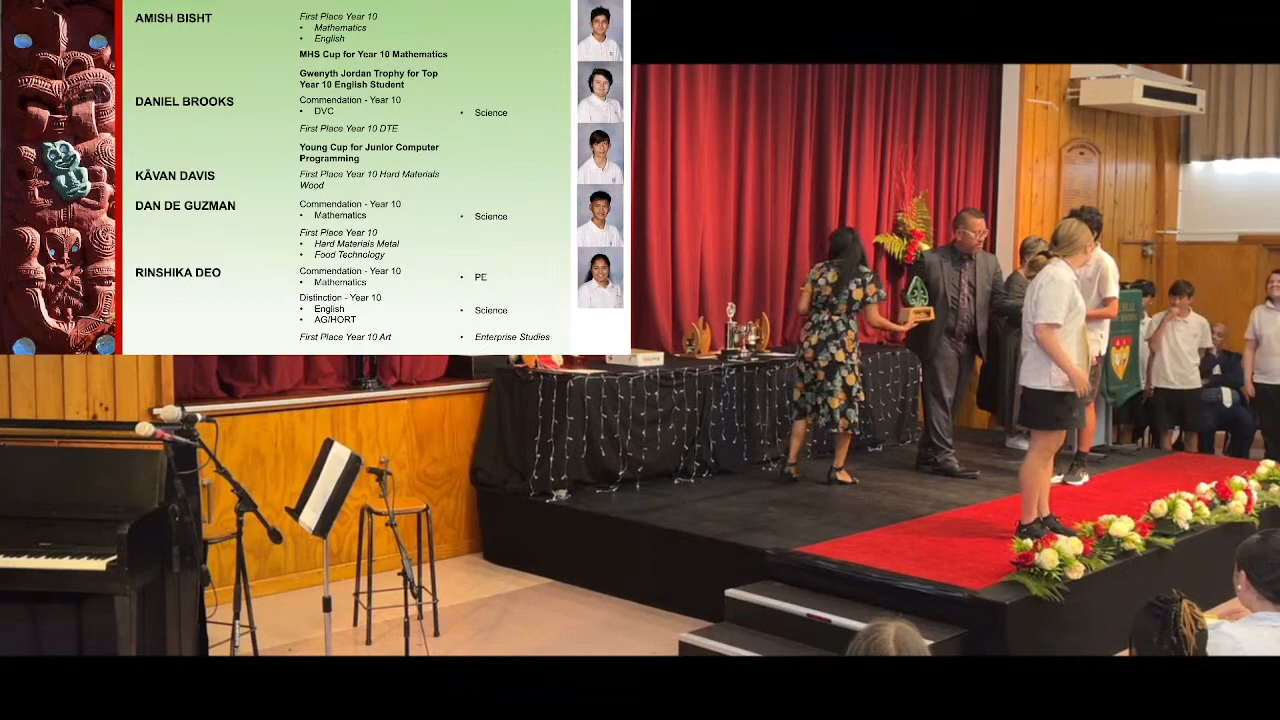 AMISH BISHT
First Place Year 10
• Mathematics
• English
MHS Cup for Year 10 Mathematics
Gwenyth Jordan Trophy for Top
Year 10 English Student
DANIEL BROOKS
Commendation - Year 10
• DVC
• Science
First Place Year 10 DTE
Young Cup for Junior Computer
Programming
KĀVAN DAVIS
First Place Year 10 Hard Materials
Wood
DAN DE GUZMAN
Commendation - Year 10
• Mathematics
• Science
First Place Year 10
• Hard Materials Metal
• Food Technology
RINSHIKA DEO
Commendation - Year 10
• Mathematics
• PE
Distinction - Year 10
• English
• AG/HORT
• Science
First Place Year 10 Art
• Enterprise Studies